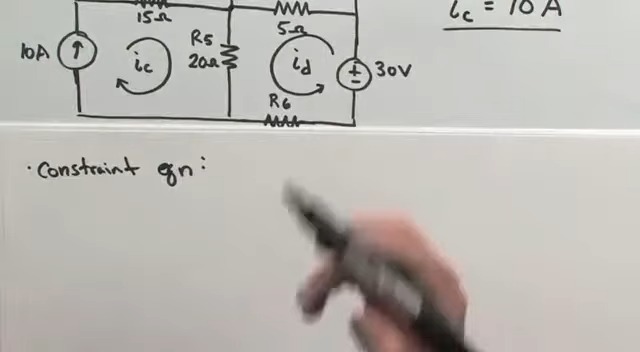 ic = 10 A
15Ω
5Ω
10A
ic
R5
20Ω
id
30V
R6
· Constraint eqn: